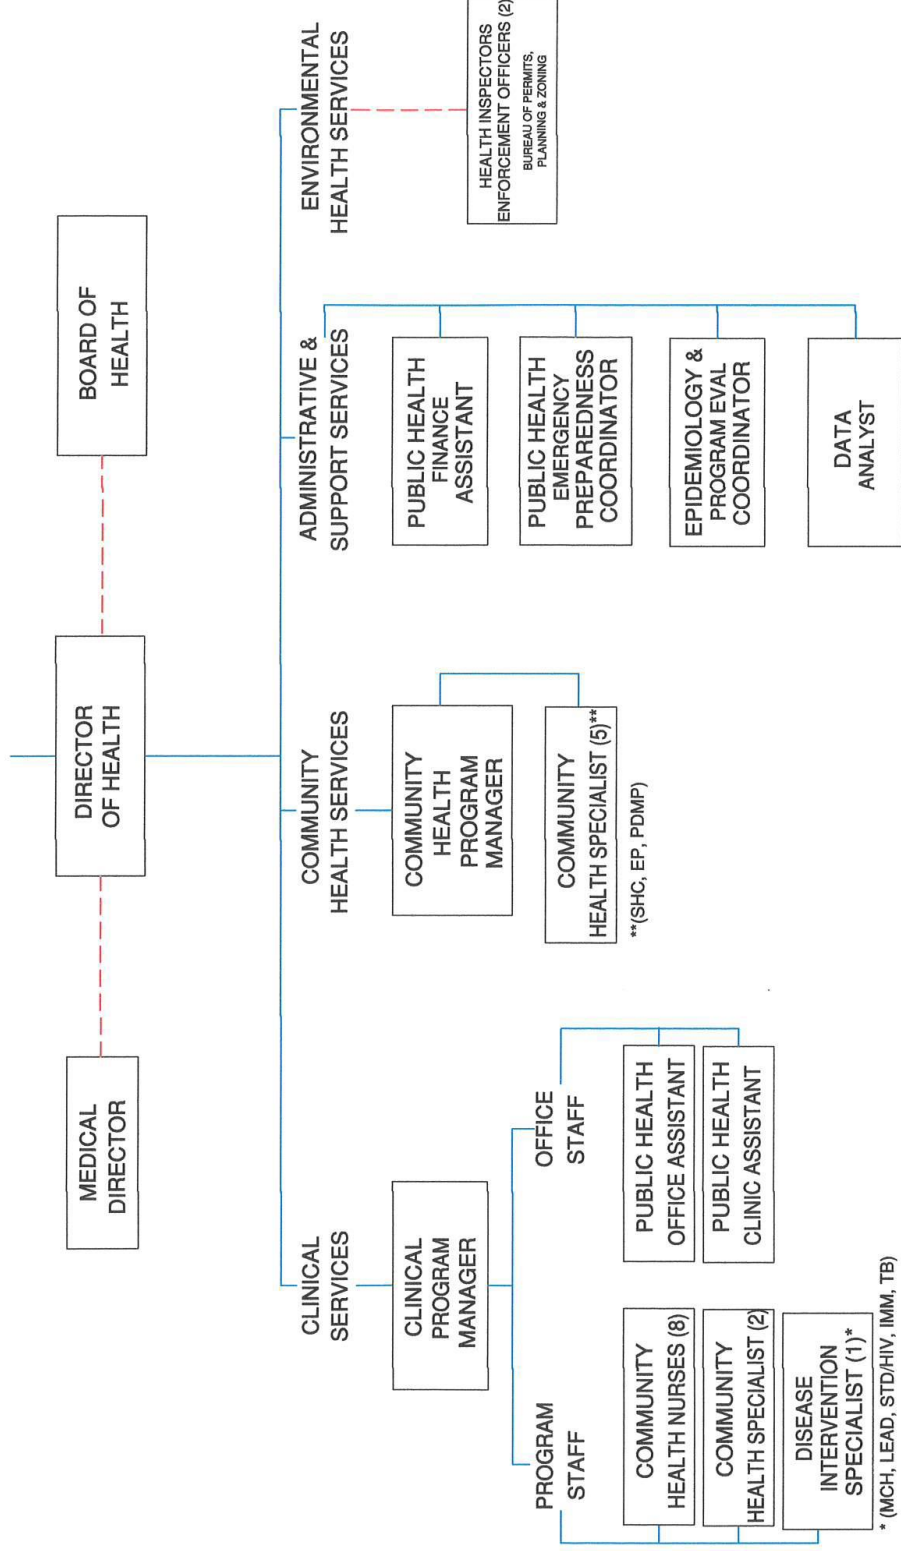 MEDICAL
DIRECTOR
DIRECTOR
OF HEALTH
BOARD OF
HEALTH
CLINICAL
SERVICES
CLINICAL
PROGRAM
MANAGER
PROGRAM
STAFF
COMMUNITY
HEALTH NURSES (8)
COMMUNITY
HEALTH SPECIALIST (2)
DISEASE
INTERVENTION
SPECIALIST (1)*
* (MCH, LEAD, STD/HIV, IMM, TB)
OFFICE
STAFF
PUBLIC HEALTH
OFFICE ASSISTANT
PUBLIC HEALTH
CLINIC ASSISTANT
COMMUNITY
HEALTH SERVICES
COMMUNITY
HEALTH
PROGRAM
MANAGER
COMMUNITY
HEALTH SPECIALIST (5)**
**(SHC, EP, PDMP)
ADMINISTRATIVE &
SUPPORT SERVICES
PUBLIC HEALTH
FINANCE
ASSISTANT
PUBLIC HEALTH
EMERGENCY
PREPAREDNESS
COORDINATOR
EPIDEMIOLOGY &
PROGRAM EVAL
COORDINATOR
DATA
ANALYST
ENVIRONMENTAL
HEALTH SERVICES
HEALTH INSPECTORS
ENFORCEMENT OFFICERS (2)
BUREAU OF PERMITS,
PLANNING & ZONING